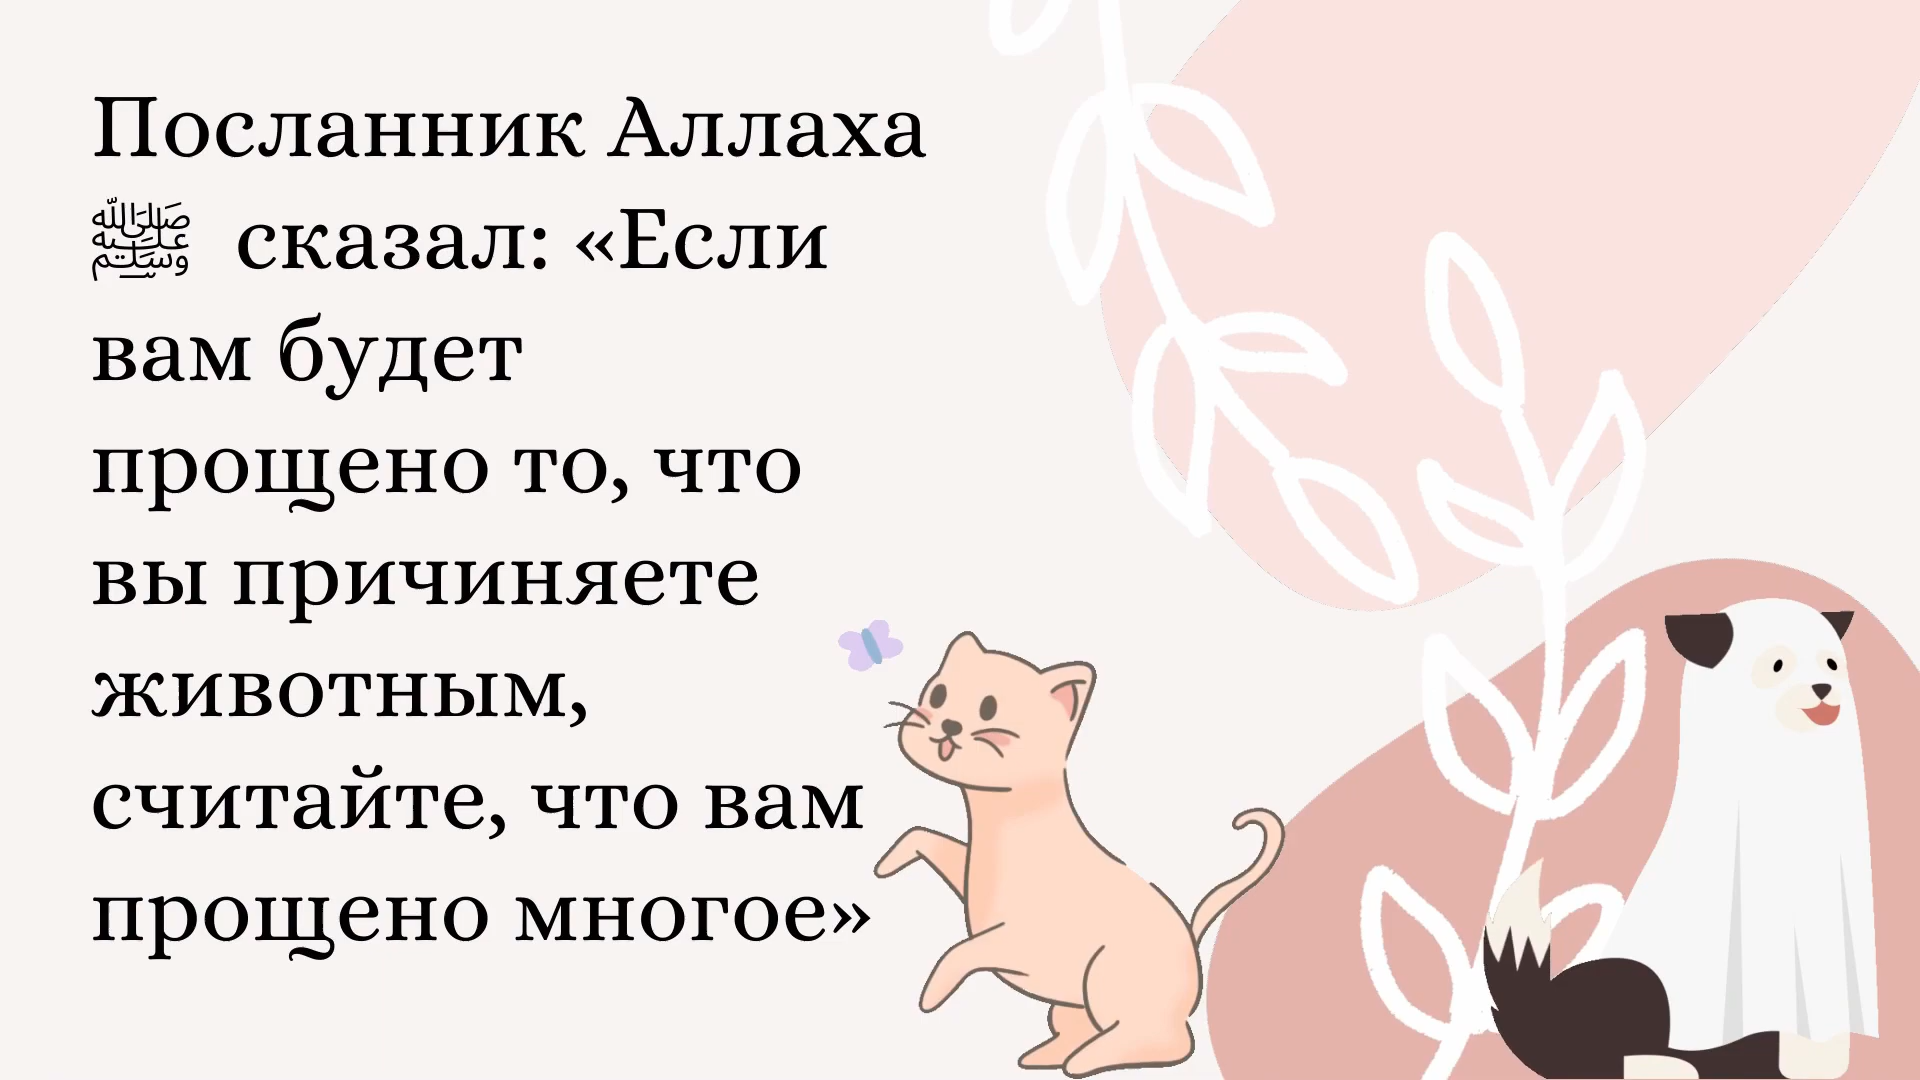 Посланник Аллаха
ﷺ сказал: «Если
вам будет
прощено то, что
вы причиняете
животным,
считайте, что вам
прощено многое»